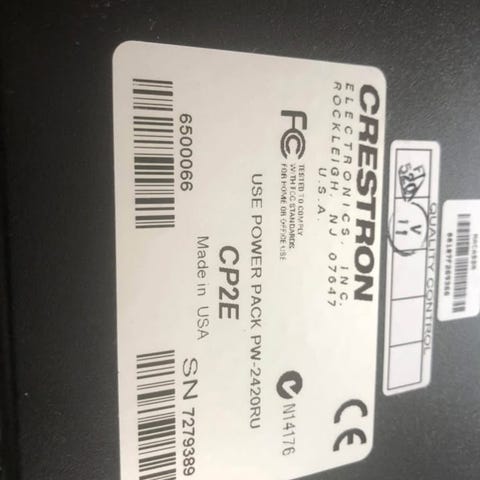 CRESTRON
ELECTRONICS, INC.
ROCKLEIGH, NJ 07647
U.S.A.
FC
TESTED TO COMPLY
WITH FCC STANDARDS
FOR HOME OR OFFICE USE
N14176
CE
USE POWER PACK PW-2420RU
CP2E
Made in USA
6500066
SN 7279389
QUALITY CONTROL